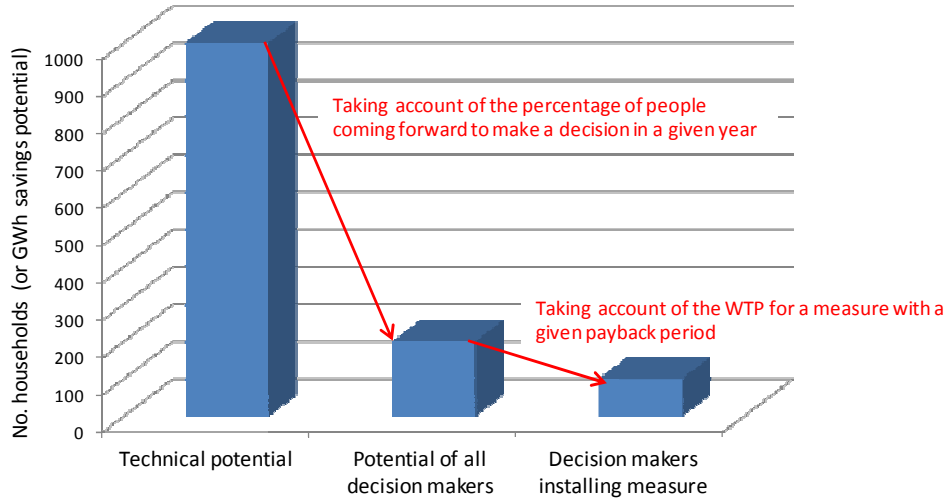 No. households (or GWh savings potential)
1000
900
800
700
600
500
400
300
200
100
0
Taking account of the percentage of people
coming forward to make a decision in a given year
Taking account of the WTP for a measure with a
given payback period
Technical potential
Potential of all
decision makers
Decision makers
installing measure